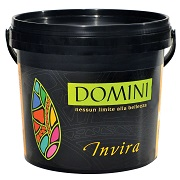 DOMINI
nessun limite alla bellezza
Invira